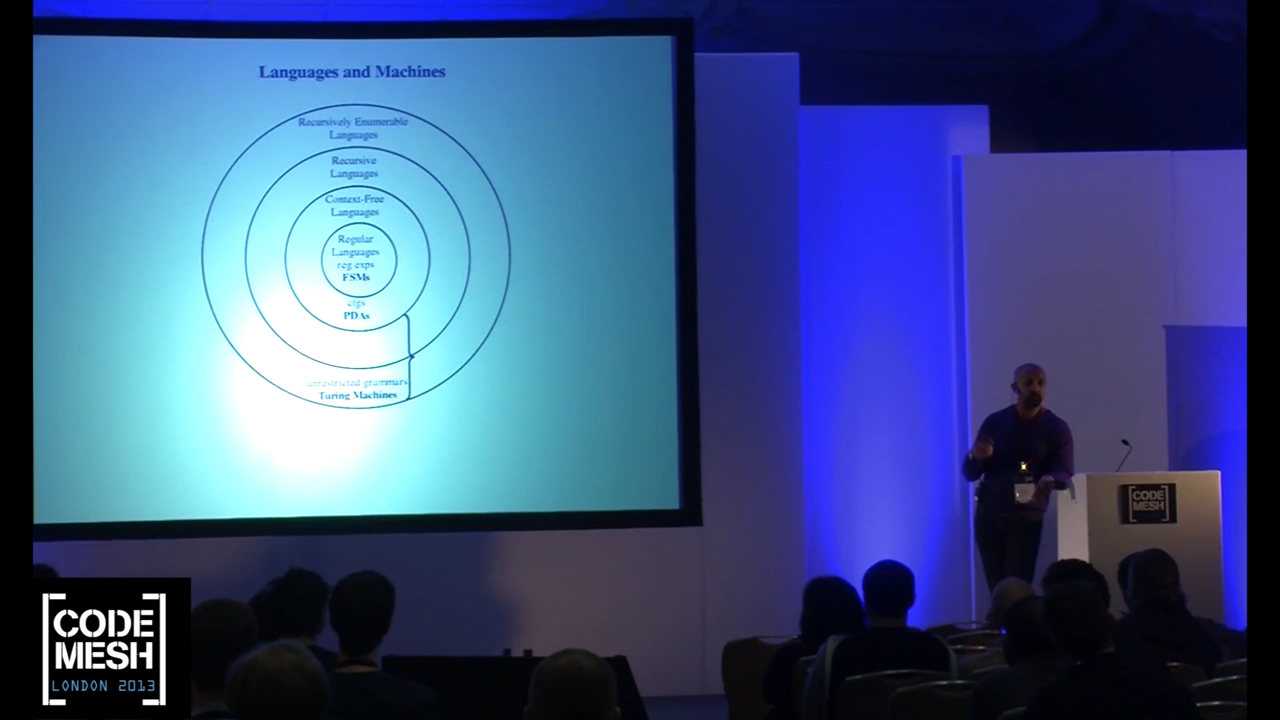 Languages and Machines
Recursively Enumerable
Languages
Recursive
Languages
Context-Free
Languages
Regular
Languages
reg exps
FSMs
cfgs
PDAs
unrestricted grammars
Turing Machines
[CODE
MESH]
[CODE
MESH]
LONDON 2013